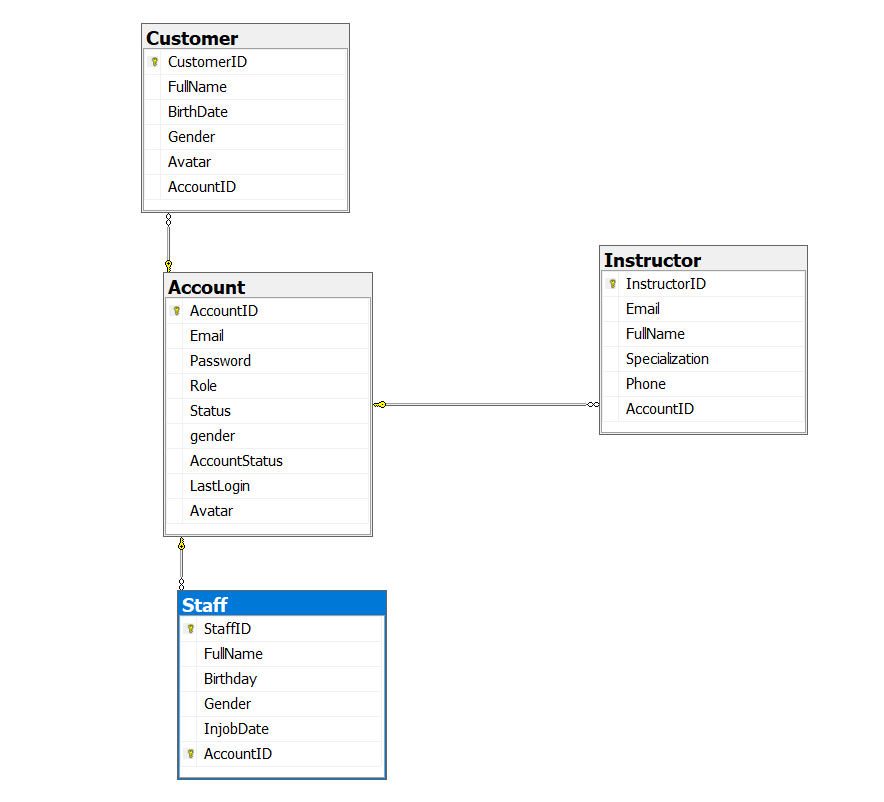 Customer
CustomerID
FullName
BirthDate
Gender
Avatar
AccountID
Account
AccountID
Email
Password
Role
Status
gender
AccountStatus
LastLogin
Avatar
Instructor
InstructorID
Email
FullName
Specialization
Phone
AccountID
Staff
StaffID
FullName
Birthday
Gender
InjobDate
AccountID